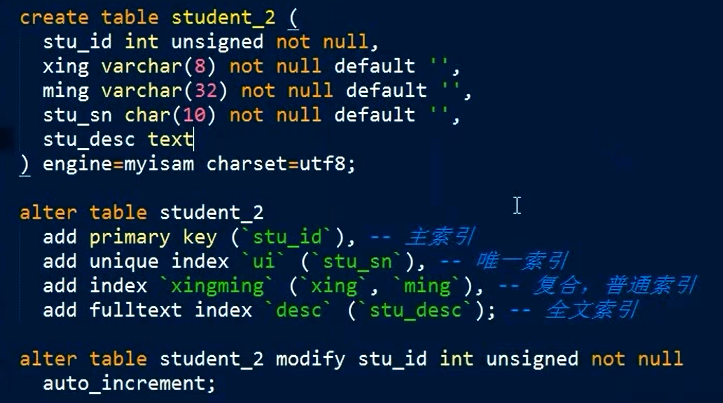 create table student_2 (
stu_id int unsigned not null,
xing varchar(8) not null default '',
ming varchar(32) not null default '',
stu_sn char(10) not null default '',
stu_desc text
) engine=myisam charset=utf8;
alter table student_2
add primary key (`stu_id`), -- 主索引
add unique index `ui` (`stu_sn`), -- 唯一索引
add index `xingming` (`xing`, `ming`), -- 复合，普通索引
add fulltext index `desc` (`stu_desc`); -- 全文索引
alter table student_2 modify stu_id int unsigned not null
auto_increment;